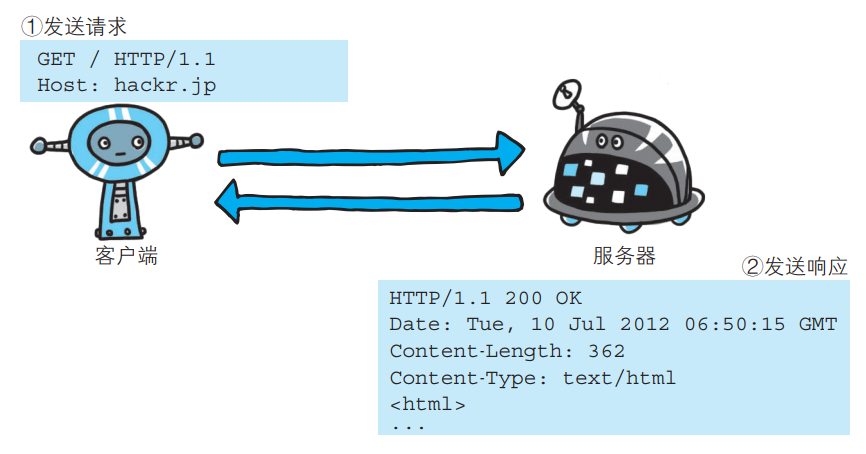 ①发送请求
GET / HTTP/1.1
Host: hackr.jp
客户端
服务器
②发送响应
HTTP/1.1 200 OK
Date: Tue, 10 Jul 2012 06:50:15 GMT
Content-Length: 362
Content-Type: text/html
<html>
...